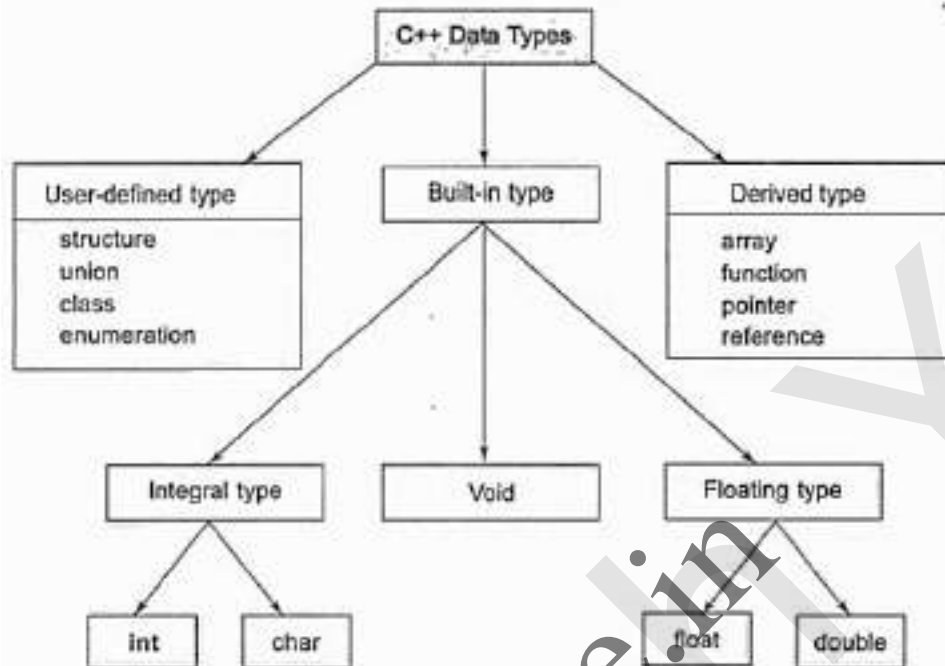 C++ Data Types
User-defined type
structure
union
class
enumeration
Built-in type
Derived type
array
function
pointer
reference
Integral type
Void
Floating type
int
char
float
double
e.in
Y